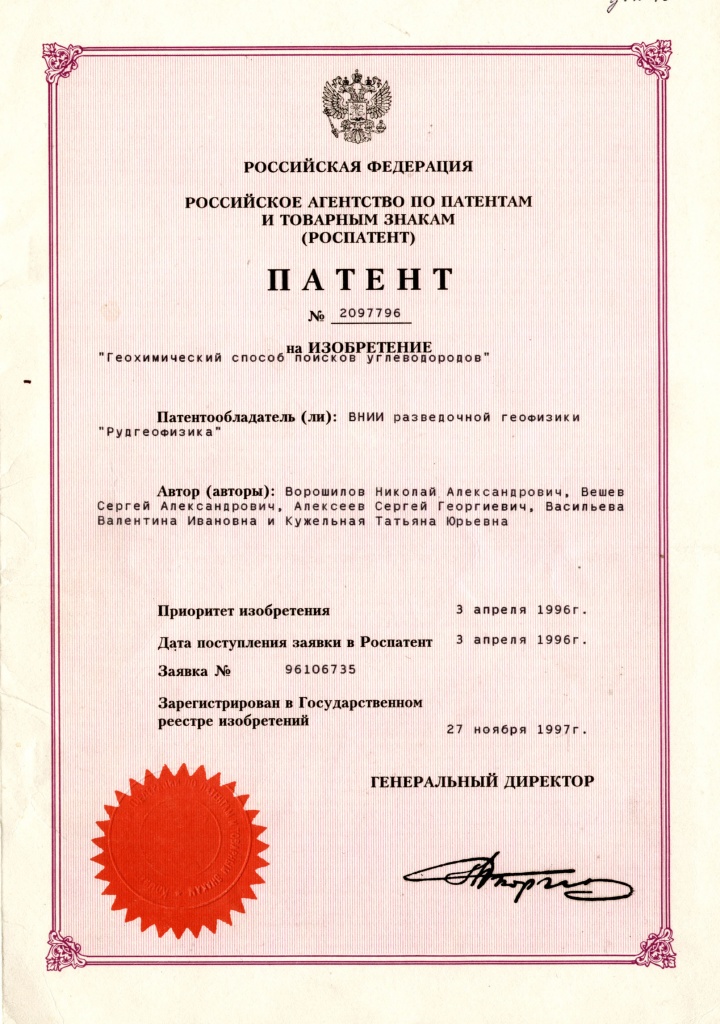 РОССИЙСКАЯ ФЕДЕРАЦИЯ
РОССИЙСКОЕ АГЕНТСТВО ПО ПАТЕНТАМ
И ТОВАРНЫМ ЗНАКАМ
(РОСПАТЕНТ)
ПАТЕНТ
№ 2097796
на ИЗОБРЕТЕНИЕ
"Геохимический способ поисков углеводородов"
Патентообладатель (ли): ВНИИ разведочной геофизики
"Рудгеофизика"
Автор (авторы): Ворошилов Николай Александрович, Вешев
Сергей Александрович, Алексеев Сергей Георгиевич, Васильева
Валентина Ивановна и Кужельная Татьяна Юрьевна
Приоритет изобретения 3 апреля 1996г.
Дата поступления заявки в Роспатент 3 апреля 1996г.
Заявка № 96106735
Зарегистрирован в Государственном
реестре изобретений
27 ноября 1997г.
ГЕНЕРАЛЬНЫЙ ДИРЕКТОР